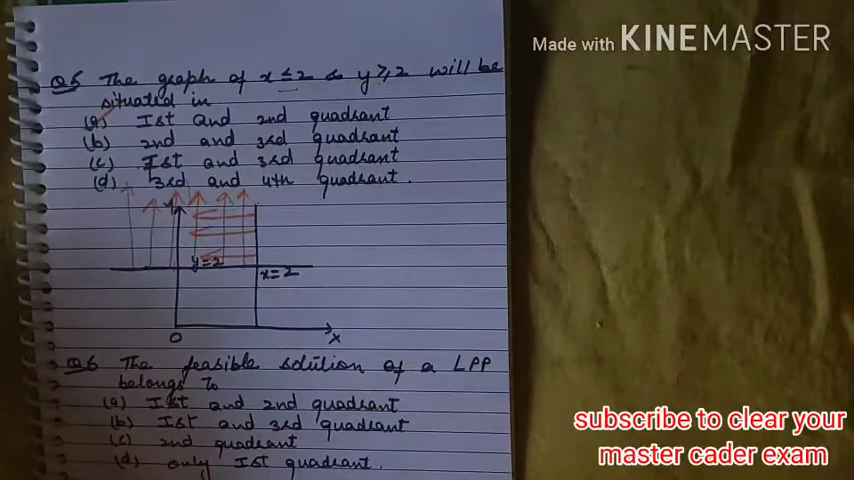 Q5 The graph of x ≤ 2 & y ≥ 2 will be
situated in
(a) Ist and 2nd quadrant
(b) 2nd and 3rd quadrant
(c) Ist and 3rd quadrant
(d) 3rd and 4th quadrant.
Y
y=2
x=2
O
X
Q6 The feasible solution of a LPP
belongs to
(a) Ist and 2nd quadrant
(b) Ist and 3rd quadrant
(c) 2nd quadrant
(d) only Ist quadrant.
Made with KINEMASTER
subscribe to clear your
master cader exam